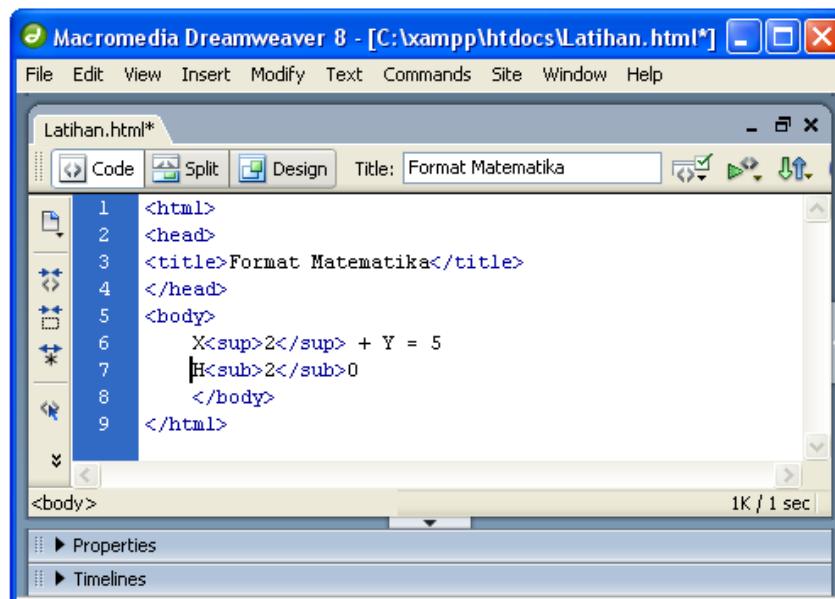 Macromedia Dreamweaver 8 - [C:\xampp\htdocs\Latihan.html*]
File Edit View Insert Modify Text Commands Site Window Help
Latihan.html*
Code Split Design Title: Format Matematika
1 <html>
2 <head>
3 <title>Format Matematika</title>
4 </head>
5 <body>
6 X<sup>2</sup> + Y = 5
7 H<sub>2</sub>0
8 </body>
9 </html>
<body> 1K / 1 sec
Properties
Timelines